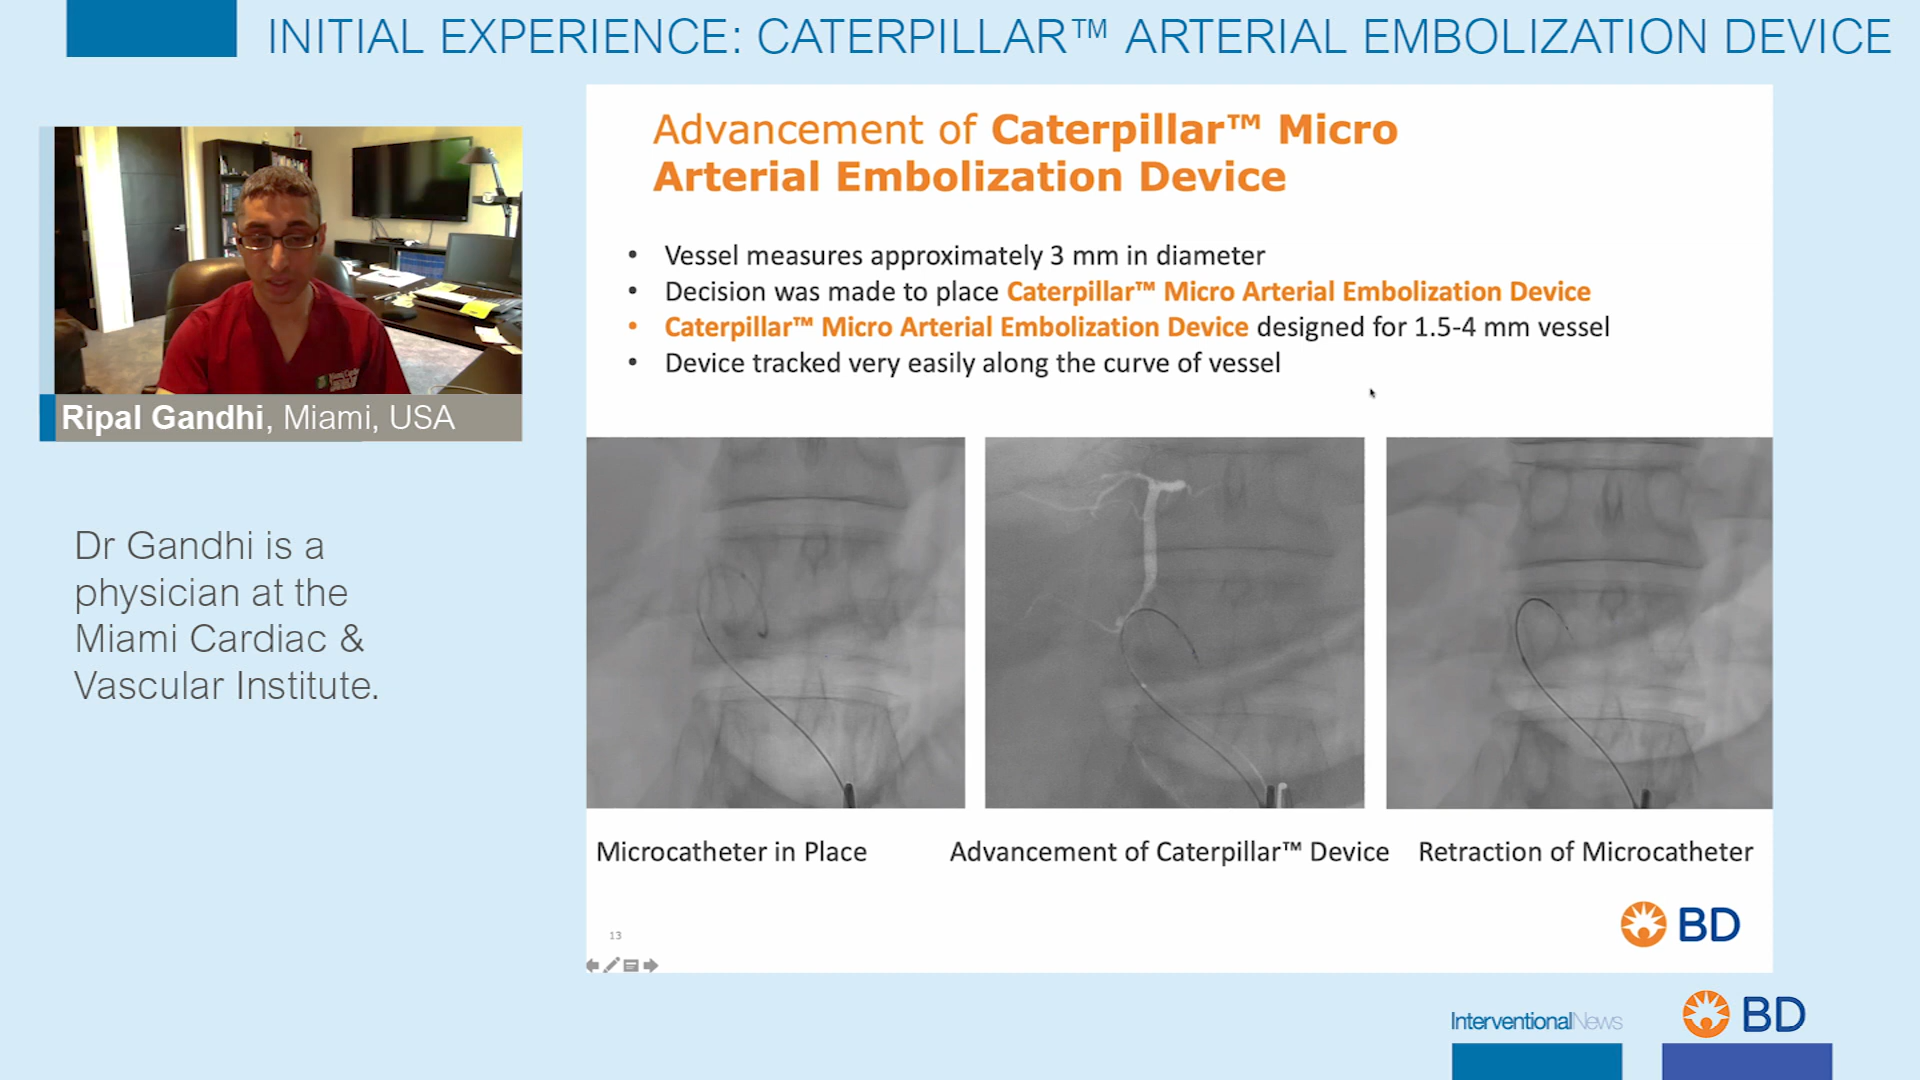 INITIAL EXPERIENCE: CATERPILLAR™ ARTERIAL EMBOLIZATION DEVICE
Ripal Gandhi, Miami, USA
Dr Gandhi is a
physician at the
Miami Cardiac &
Vascular Institute.
Advancement of Caterpillar™ Micro
Arterial Embolization Device
• Vessel measures approximately 3 mm in diameter
• Decision was made to place Caterpillar™ Micro Arterial Embolization Device
• Caterpillar™ Micro Arterial Embolization Device designed for 1.5-4 mm vessel
• Device tracked very easily along the curve of vessel
Microcatheter in Place
Advancement of Caterpillar™ Device
Retraction of Microcatheter
BD
13
InterventionalNews
BD